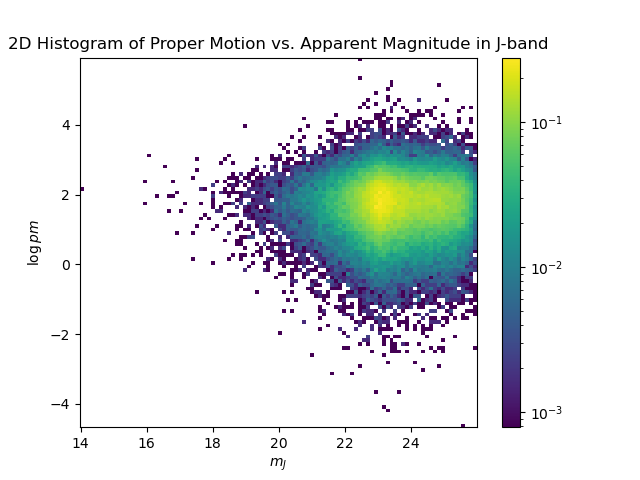 2D Histogram of Proper Motion vs. Apparent Magnitude in J-band
log pm
4
2
0
−2
−4
14 16 18 20 22 24
m_J
10^{-1}
10^{-2}
10^{-3}